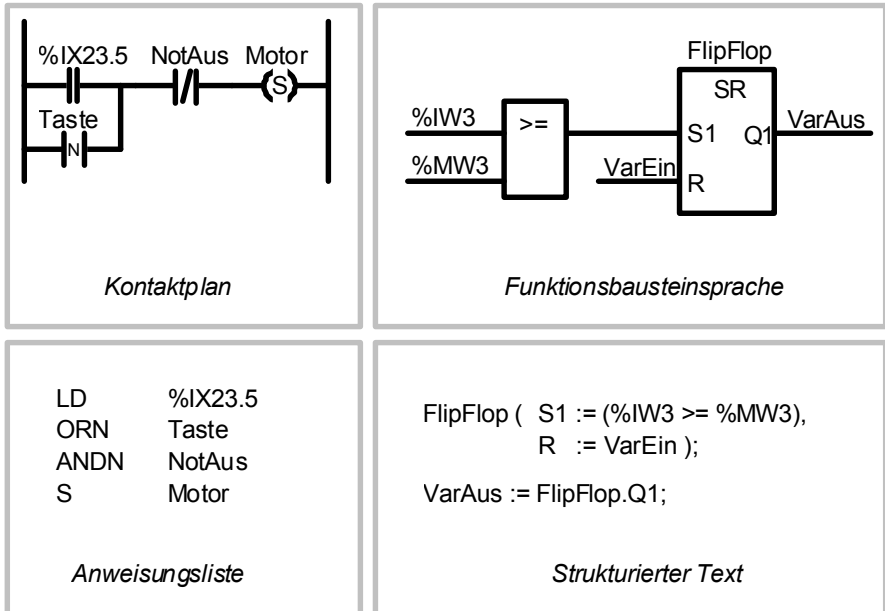 %IX23.5 NotAus Motor
S
Taste
N
Kontaktplan
FlipFlop
SR
%IW3 >= S1 Q1 VarAus
%MW3 VarEin R
Funktionsbausteinsprache
LD %IX23.5
ORN Taste
ANDN NotAus
S Motor
Anweisungsliste
FlipFlop ( S1 := (%IW3 >= %MW3),
R := VarEin );
VarAus := FlipFlop.Q1;
Strukturierter Text